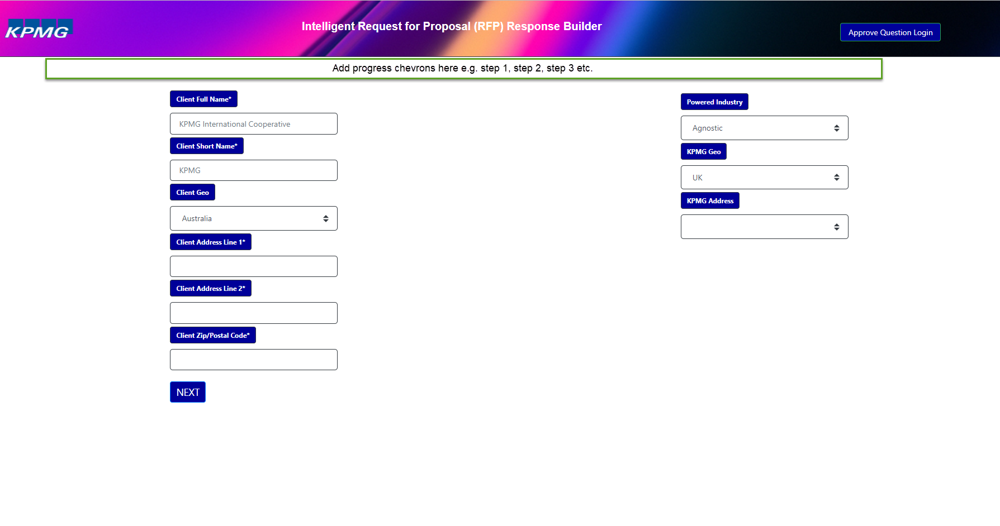 KPMG
Intelligent Request for Proposal (RFP) Response Builder
Approve Question Login
Add progress chevrons here e.g. step 1, step 2, step 3 etc.
Client Full Name*
KPMG International Cooperative
Client Short Name*
KPMG
Client Geo
Australia
Client Address Line 1*
Client Address Line 2*
Client Zip/Postal Code*
NEXT
Powered Industry
Agnostic
KPMG Geo
UK
KPMG Address